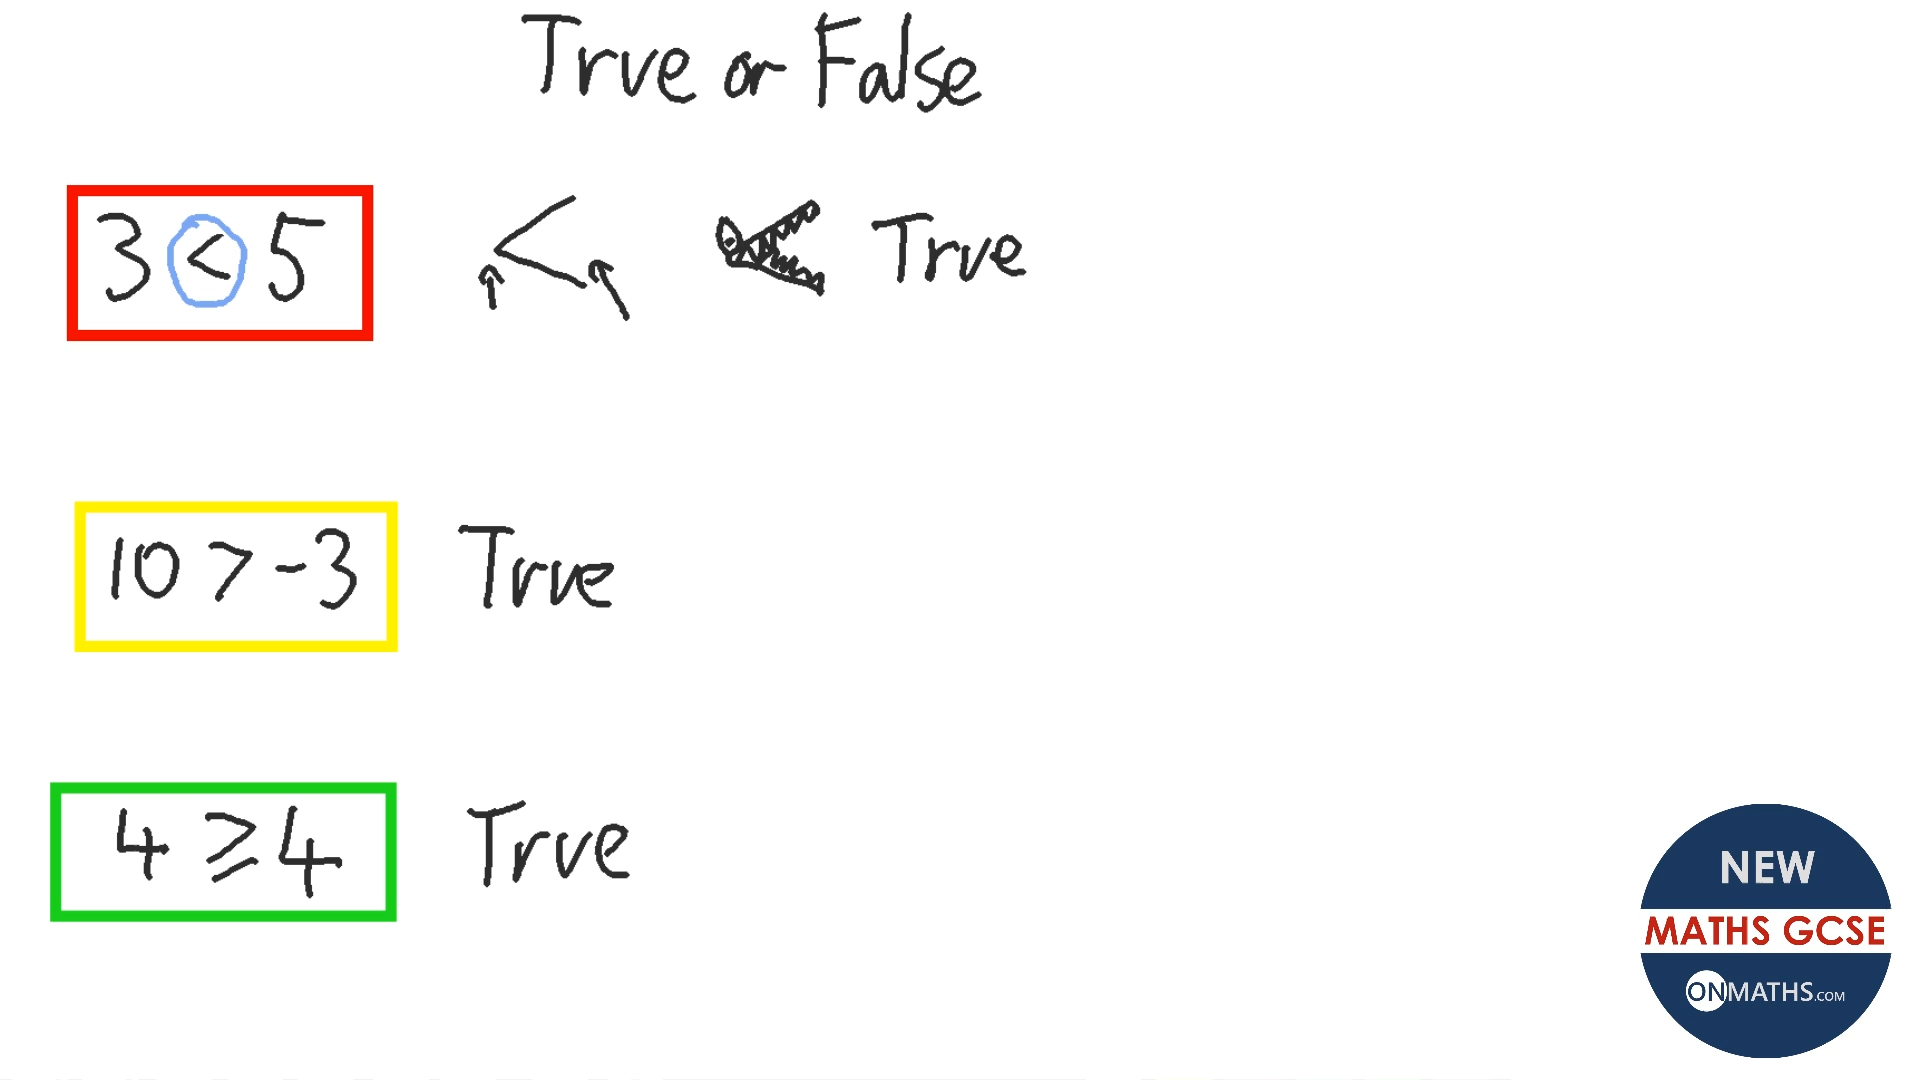 True or False
3 < 5 < True
10 > -3 True
4 ≥ 4 True
NEW
MATHS GCSE
ONMATHS.COM